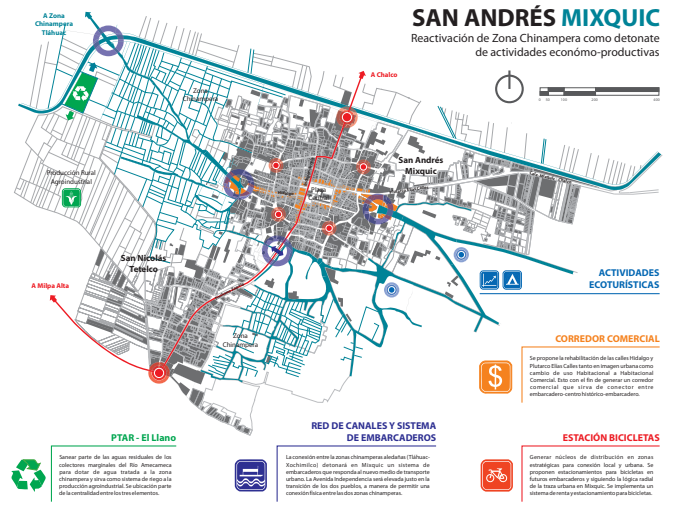 SAN ANDRÉS MIXQUIC
Reactivación de Zona Chinampera como detonate
de actividades económo-productivas
A Zona
Chinampera
Tláhuac
A Chalco
Zona
Chinampera
San Andrés
Mixquic
Producción Rural
Agroindustrial
San Nicolás
Tetelco
A Milpa Alta
Zona
Chinampera
ACTIVIDADES
ECOTURÍSTICAS
CORREDOR COMERCIAL
$
Se propone la rehabilitación de las calles Hidalgo y
Plutarco Elías Calles tanto en imagen urbana como
cambio de uso Habitacional a Habitacional
Comercial. Esto con el fin de generar un corredor
comercial que sirva de conector entre
embarcadero-centro histórico-embarcadero.
PTAR - El Llano
Sanear parte de las aguas residuales de los
colectores marginales del Río Amecameca
para dotar de agua tratada a la zona
chinampera y sirva como sistema de riego a la
producción agroindustrial. Se ubicación parte
de la centralidad entre los tres elementos.
RED DE CANALES Y SISTEMA
DE EMBARCADEROS
La conexión entre la zonas chinamperas aledañas (Tláhuac-
Xochimilco) detonará en Mixquic un sistema de
embarcaderos que responda al nuevo medio de transporte
urbano. La Avenida Independencia será elevada justo en la
transición de los dos pueblos, a manera de permitir una
conexión física entre las dos zonas chinamperas.
ESTACIÓN BICICLETAS
Generar núcleos de distribución en zonas
estratégicas para conexión local y urbana. Se
proponen estacionamientos para bicicletas en
futuros embarcaderos y siguiendo la lógica radial
de la traza urbana en Mixquic. Se implementa un
sistema de renta y estacionamiento para bicicletas.